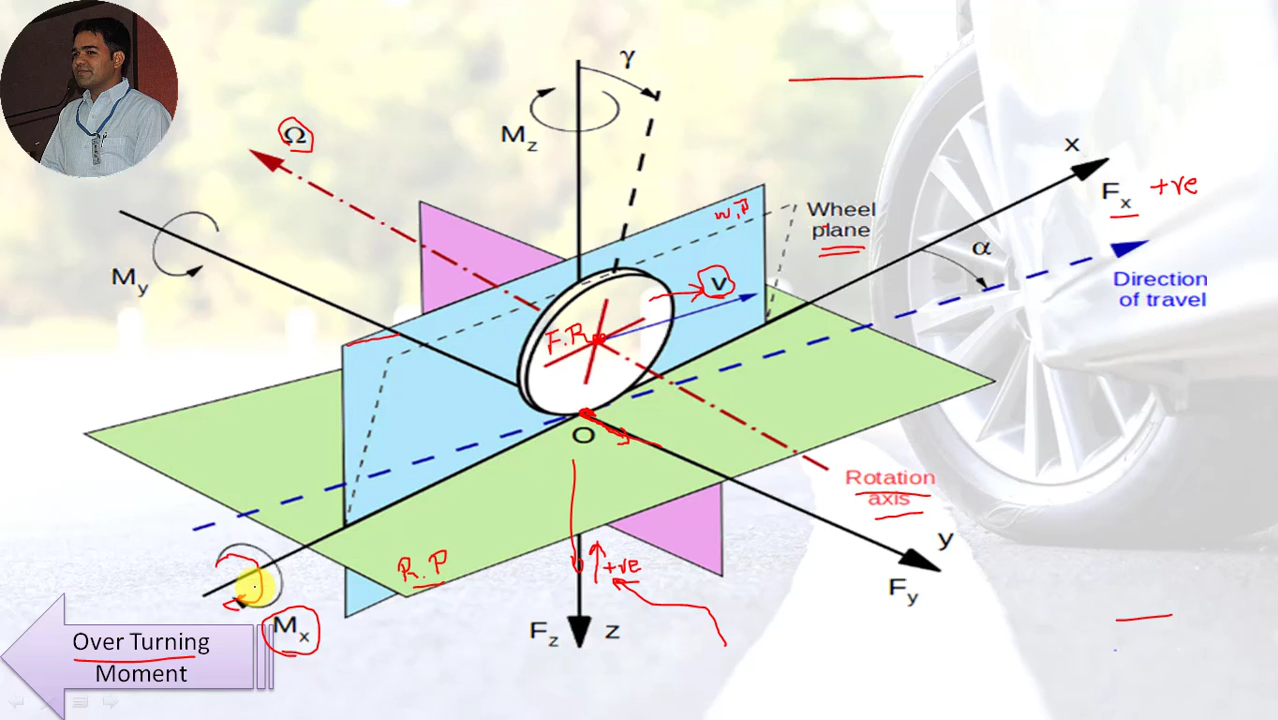 γ
Ω
M_z
x
F_x +ve
w.P
Wheel
plane
α
M_y
v
Direction
of travel
F.R
O
Rotation
axis
y
R.P
+ve
F_y
M_x
F_z z
Over Turning
Moment